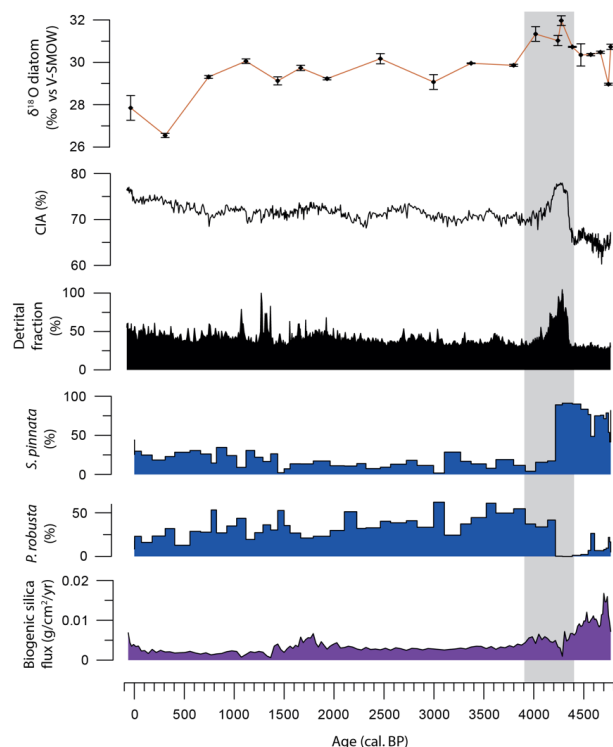 32
30
28
26
δ¹⁸O diatom
(‰ vs V-SMOW)
80
70
60
CIA (%)
100
50
0
Detrital
fraction
(%)
100
50
0
S. pinnata
(%)
50
0
P. robusta
(%)
0.02
0.01
0
Biogenic silica
flux (g/cm²/yr)
0 500 1000 1500 2000 2500 3000 3500 4000 4500
Age (cal. BP)